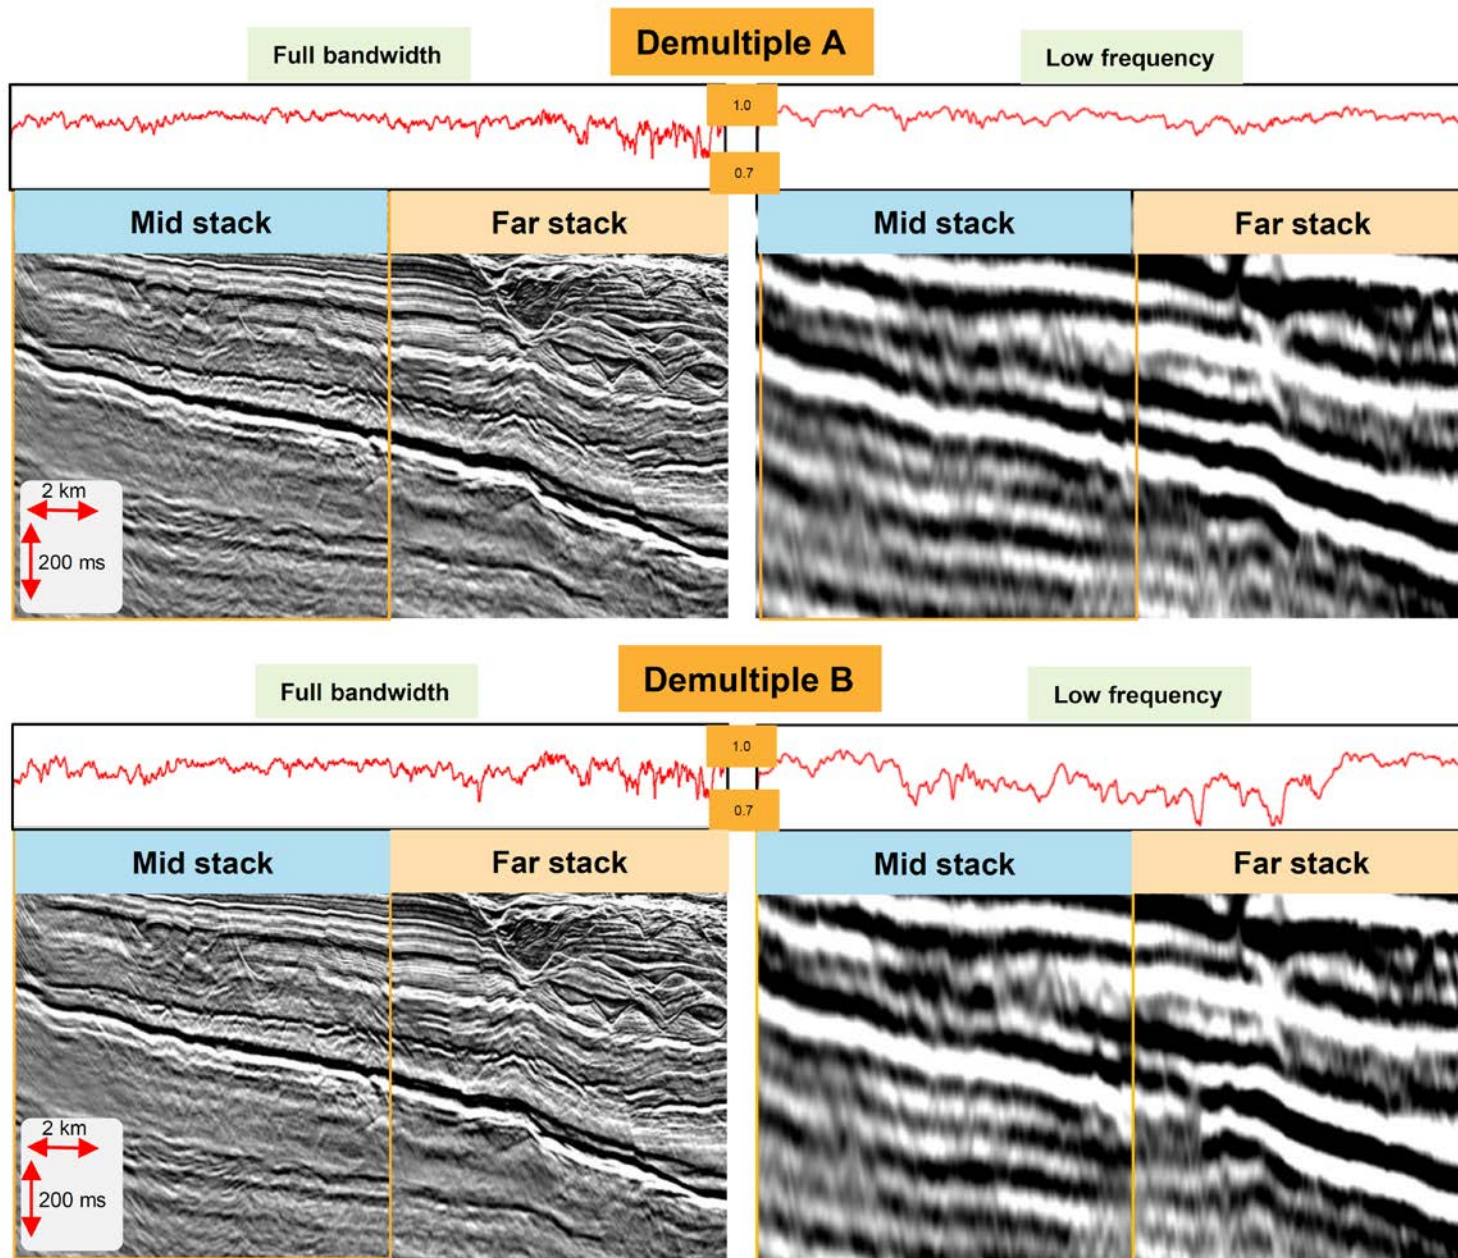 Demultiple A
Full bandwidth
Low frequency
1.0
0.7
Mid stack
Far stack
Mid stack
Far stack
2 km
200 ms
Demultiple B
Full bandwidth
Low frequency
1.0
0.7
Mid stack
Far stack
Mid stack
Far stack
2 km
200 ms